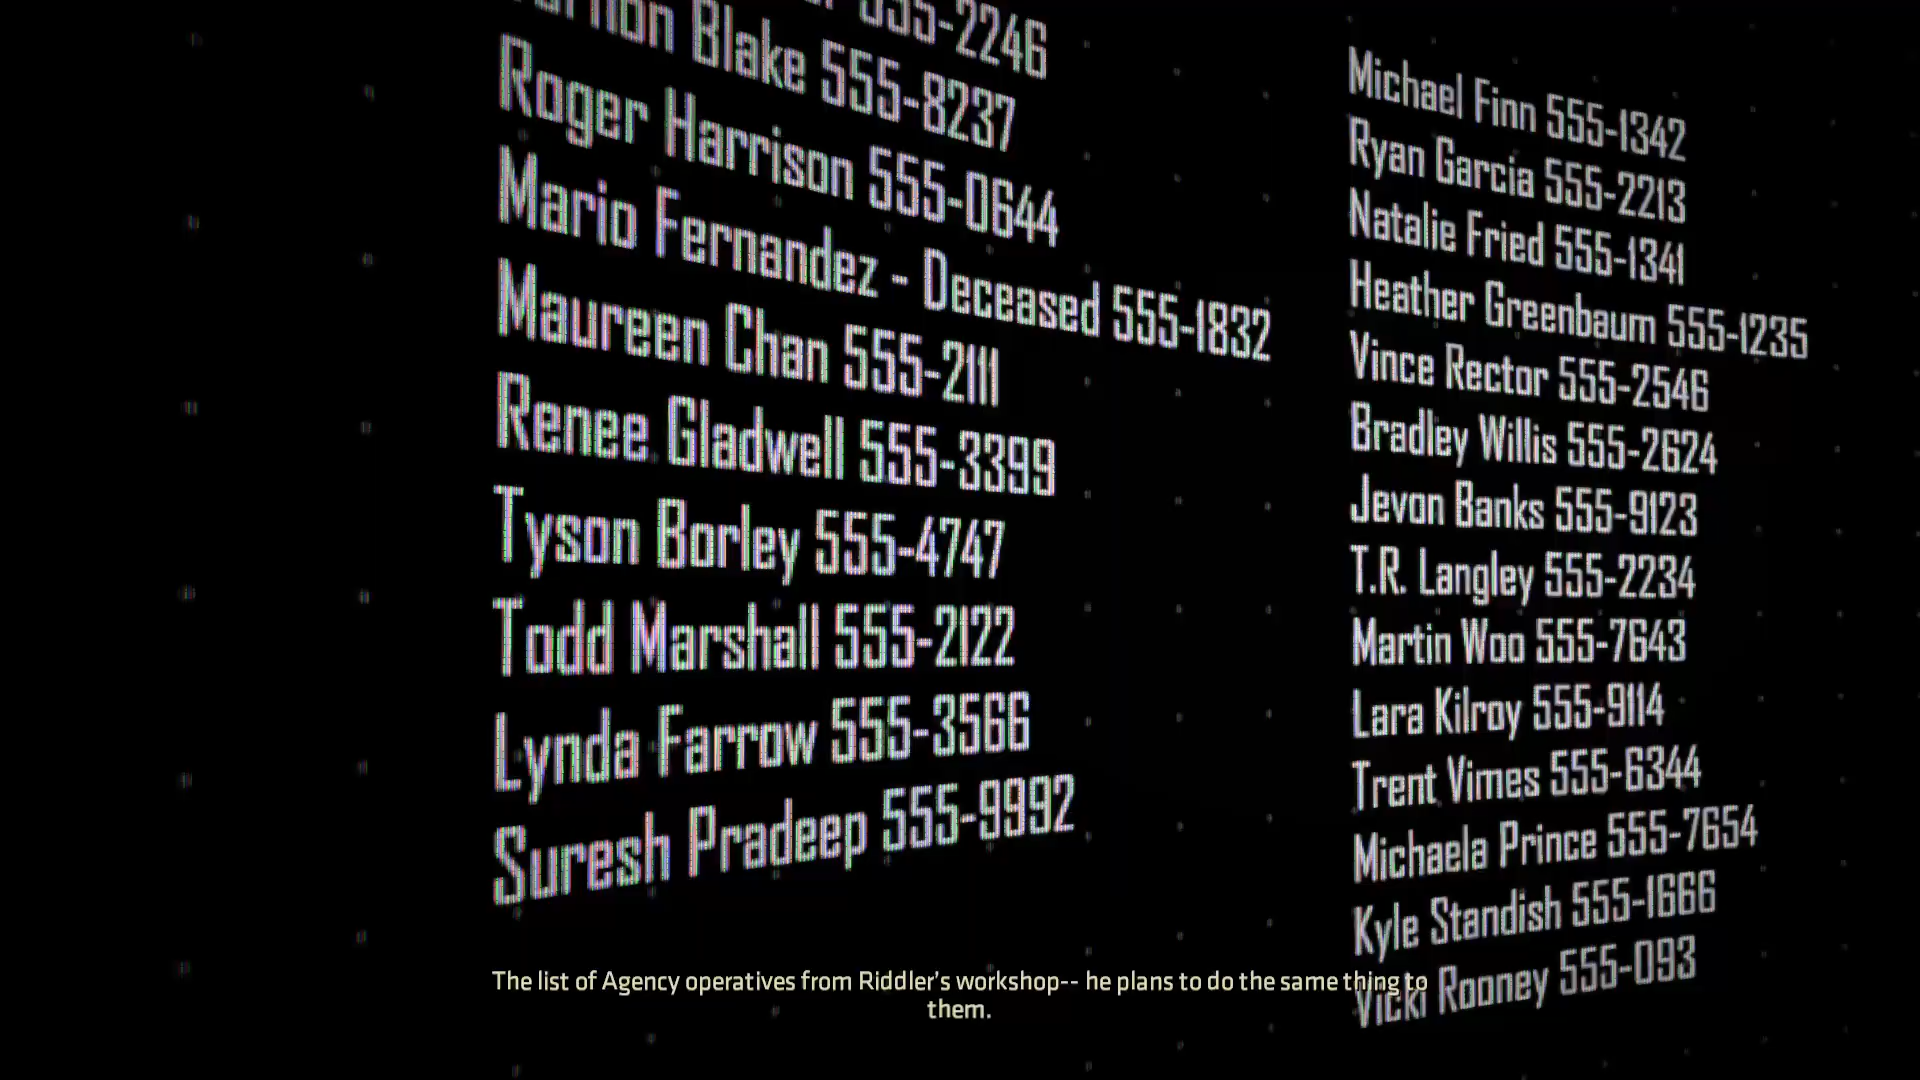 555-2246
Blake 555-8237
Roger Harrison 555-0644
Mario Fernandez - Deceased 555-1832
Maureen Chan 555-2111
Renee Gladwell 555-3399
Tyson Borley 555-4747
Todd Marshall 555-2122
Lynda Farrow 555-3566
Suresh Pradeep 555-9992
Michael Finn 555-1342
Ryan Garcia 555-2213
Natalie Fried 555-1341
Heather Greenbaum 555-1235
Vince Rector 555-2546
Bradley Willis 555-2624
Jevon Banks 555-9123
T.R. Langley 555-2234
Martin Woo 555-7643
Lara Kilroy 555-9114
Trent Vimes 555-6344
Michaela Prince 555-7654
Kyle Standish 555-1666
Vicki Rooney 555-093
The list of Agency operatives from Riddler's workshop-- he plans to do the same thing to
them.